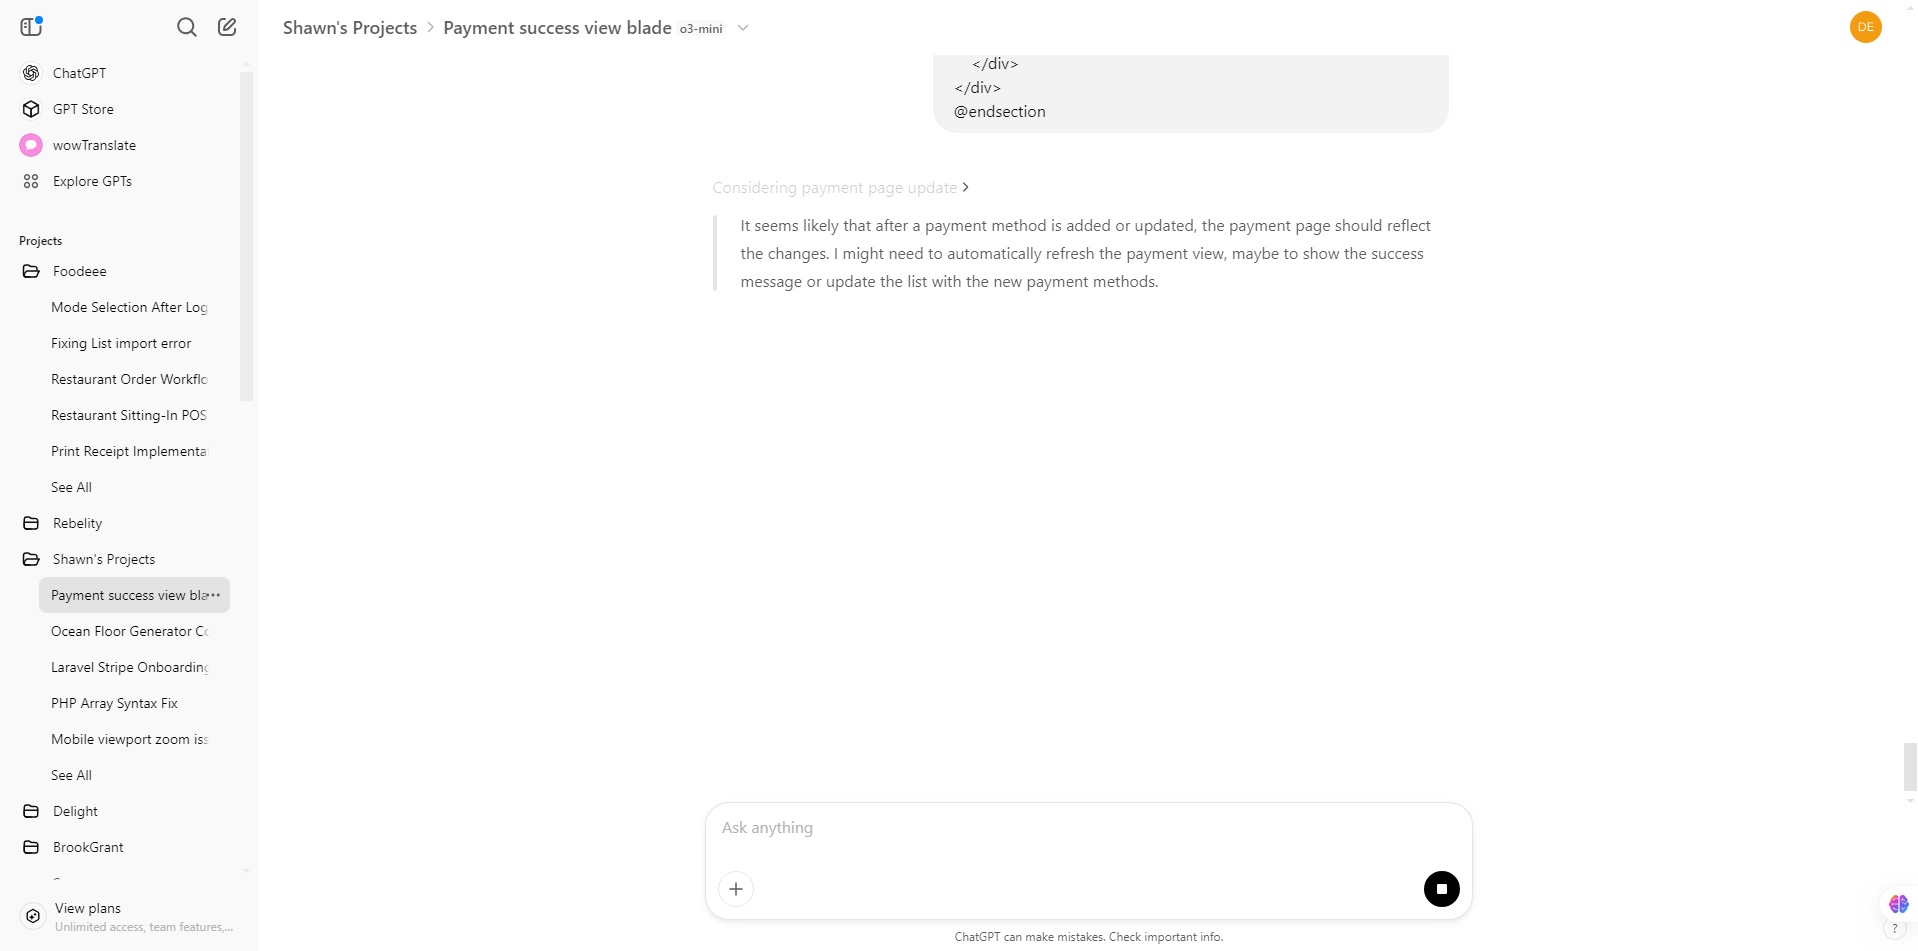 Shawn's Projects > Payment success view blade o3-mini
DE
ChatGPT
GPT Store
wowTranslate
Explore GPTs
Projects
Foodeee
Mode Selection After Log
Fixing List import error
Restaurant Order Workflo
Restaurant Sitting-In POS
Print Receipt Implementa
See All
Rebelity
Shawn's Projects
Payment success view bla...
Ocean Floor Generator Co
Laravel Stripe Onboarding
PHP Array Syntax Fix
Mobile viewport zoom iss
See All
Delight
BrookGrant
View plans
Unlimited access, team features,...
</div>
</div>
@endsection
Considering payment page update >
It seems likely that after a payment method is added or updated, the payment page should reflect
the changes. I might need to automatically refresh the payment view, maybe to show the success
message or update the list with the new payment methods.
Ask anything
ChatGPT can make mistakes. Check important info.
?